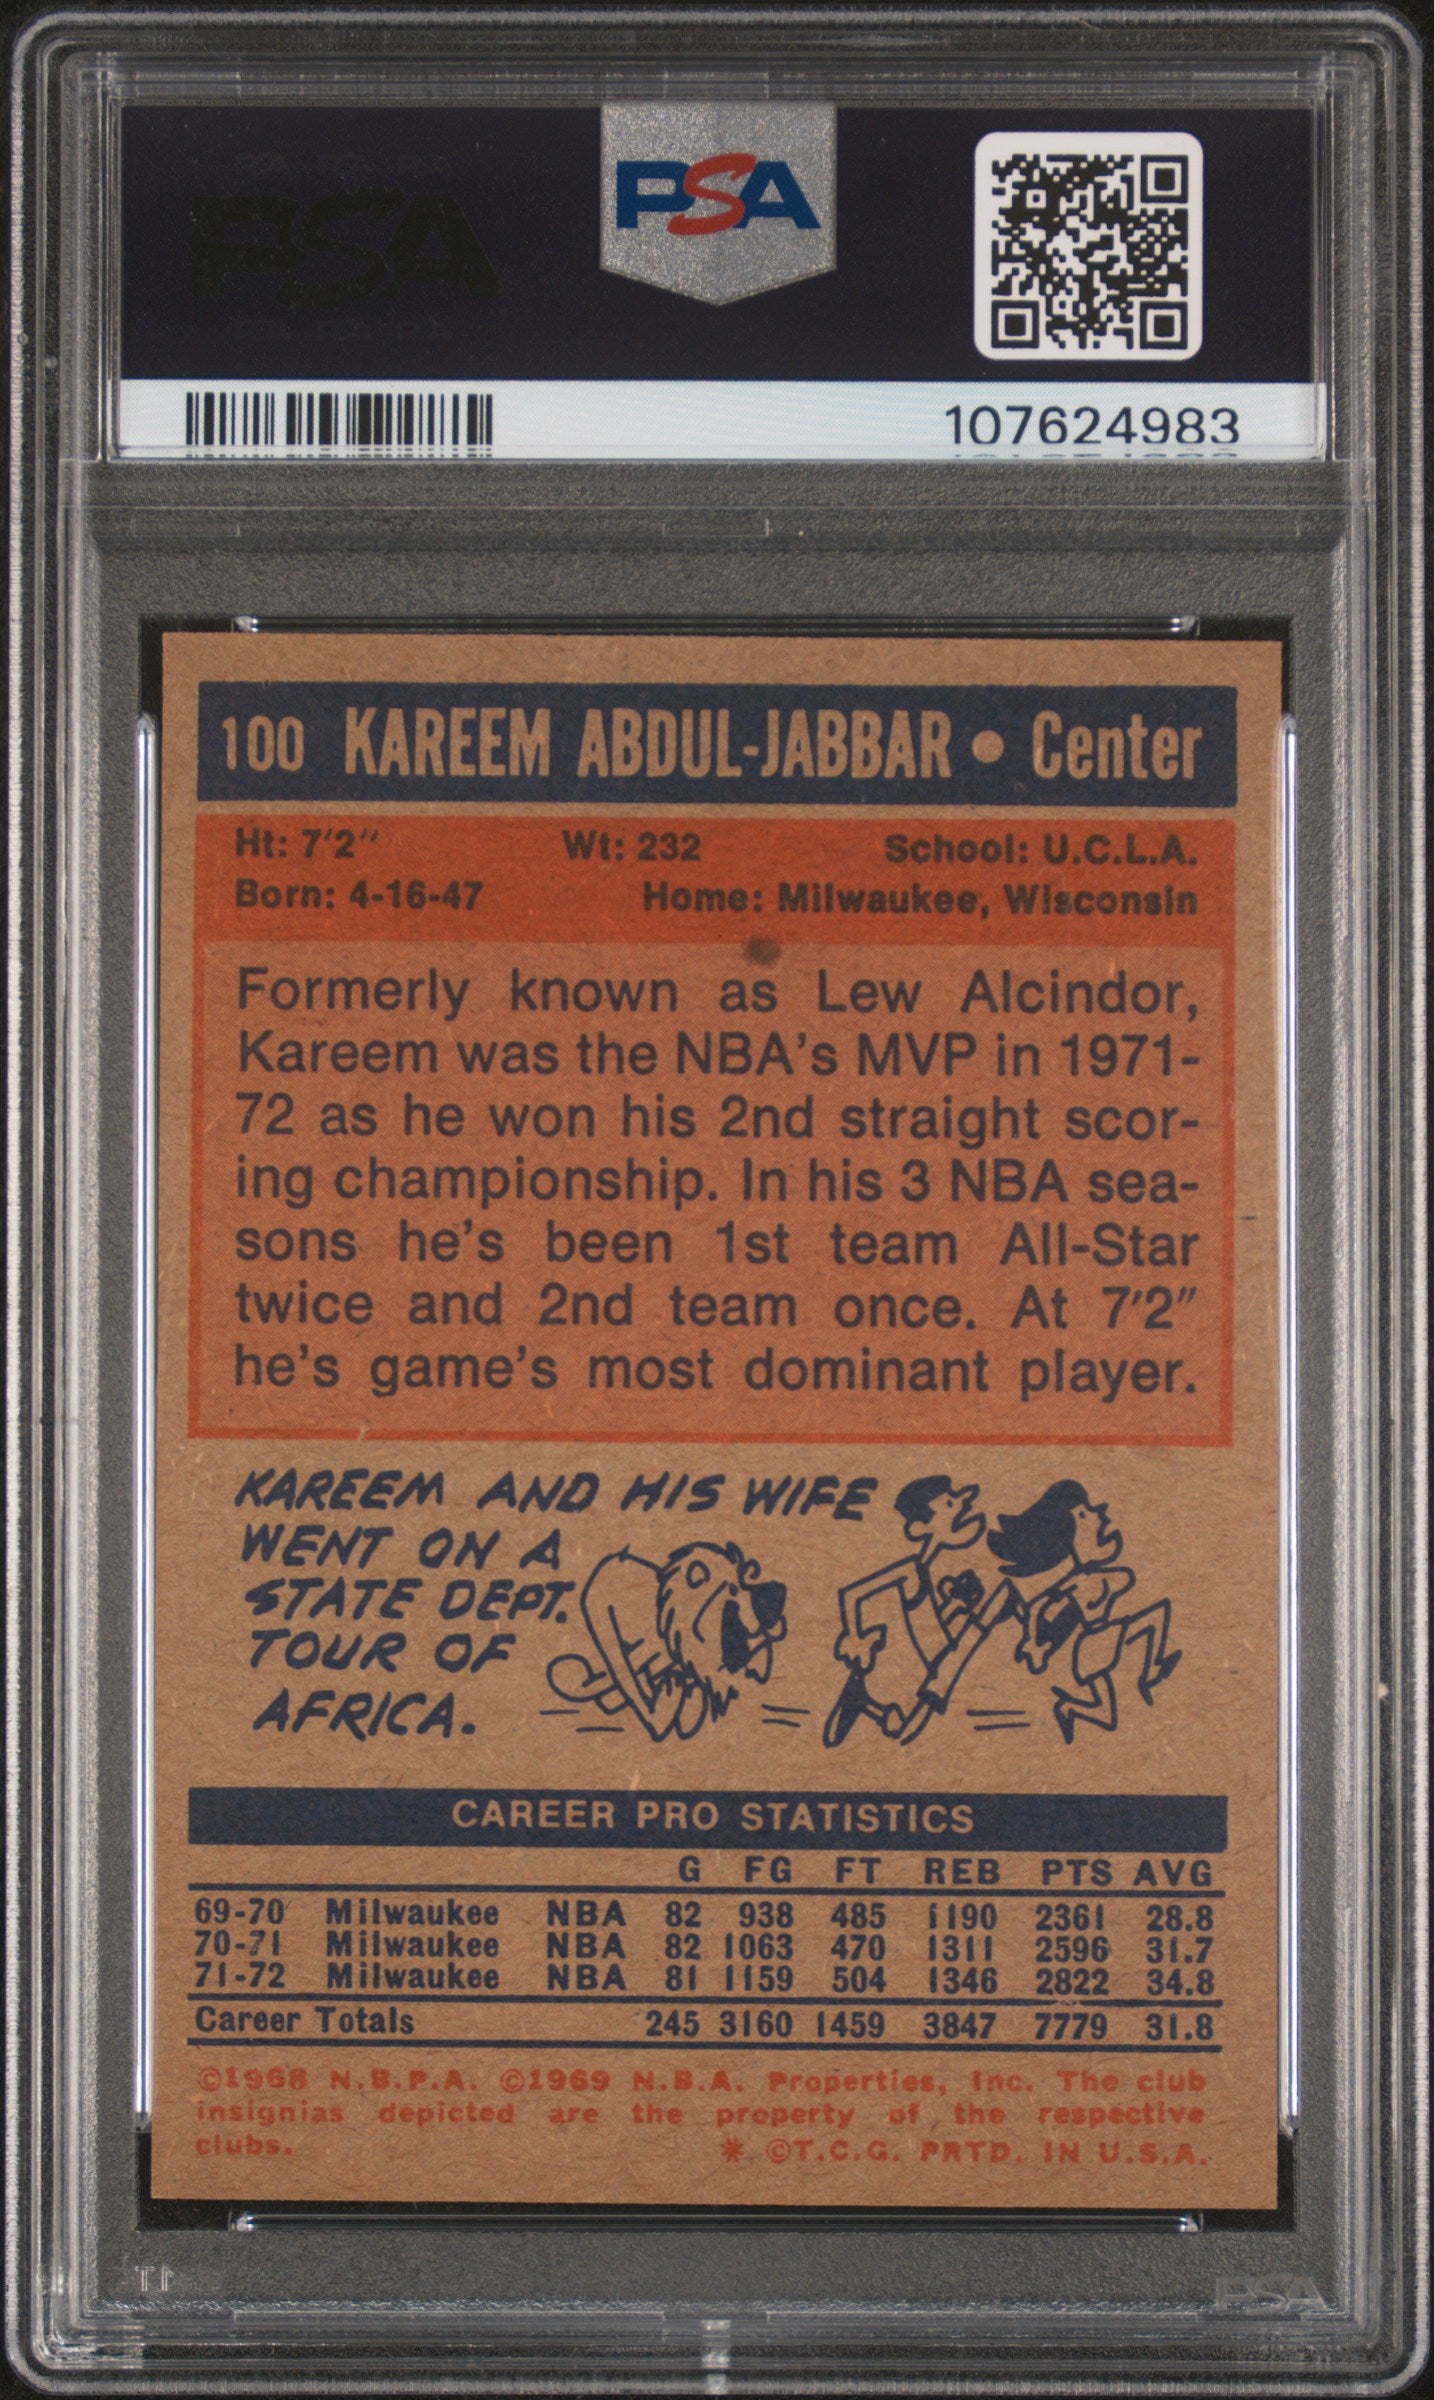 PSA
107624983
100 KAREEM ABDUL-JABBAR • Center
Ht: 7'2" Wt: 232 School: U.C.L.A.
Born: 4-16-47 Home: Milwaukee, Wisconsin
Formerly known as Lew Alcindor,
Kareem was the NBA's MVP in 1971-
72 as he won his 2nd straight scor-
ing championship. In his 3 NBA sea-
sons he's been 1st team All-Star
twice and 2nd team once. At 7'2"
he's game's most dominant player.
KAREEM AND HIS WIFE
WENT ON A
STATE DEPT.
TOUR OF
AFRICA.
CAREER PRO STATISTICS
G FG FT REB PTS AVG
69-70 Milwaukee NBA 82 938 485 1190 2361 28.8
70-71 Milwaukee NBA 82 1063 470 1311 2596 31.7
71-72 Milwaukee NBA 81 1159 504 1346 2822 34.8
Career Totals 245 3160 1459 3847 7779 31.8
©1968 N.B.P.A. ©1969 N.B.A. Properties, Inc. The club
insignias depicted are the property of the respective
clubs. * ©T.C.G. PRTD. IN U.S.A.
PSA